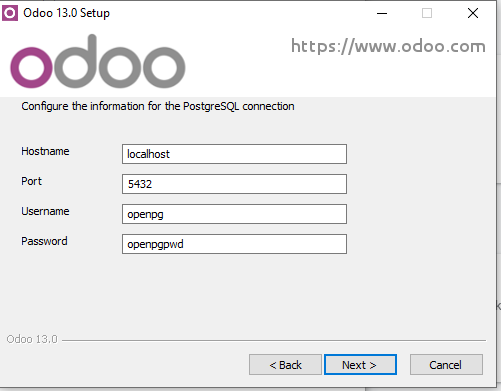 Odoo 13.0 Setup
odoo
https://www.odoo.com
Configure the information for the PostgreSQL connection
Hostname localhost
Port 5432
Username openpg
Password openpgpwd
Odoo 13.0
< Back Next > Cancel